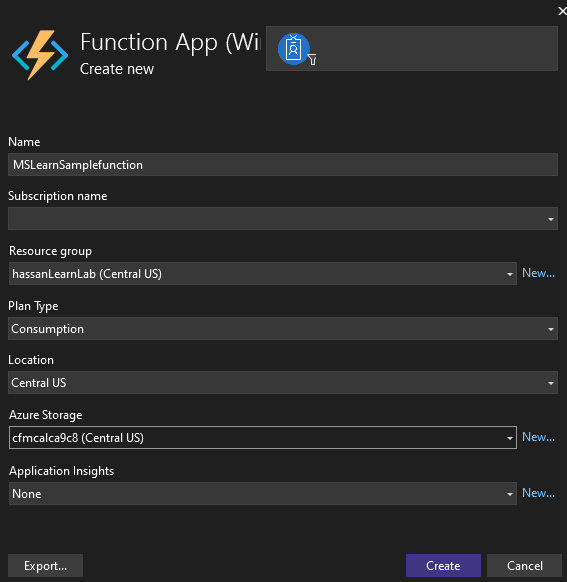 Function App (Wi
Create new
Name
MSLearnSamplefunction
Subscription name
Resource group
hassanLearnLab (Central US)
New...
Plan Type
Consumption
Location
Central US
Azure Storage
cfmcalca9c8 (Central US)
New...
Application Insights
None
New...
Export...
Create
Cancel